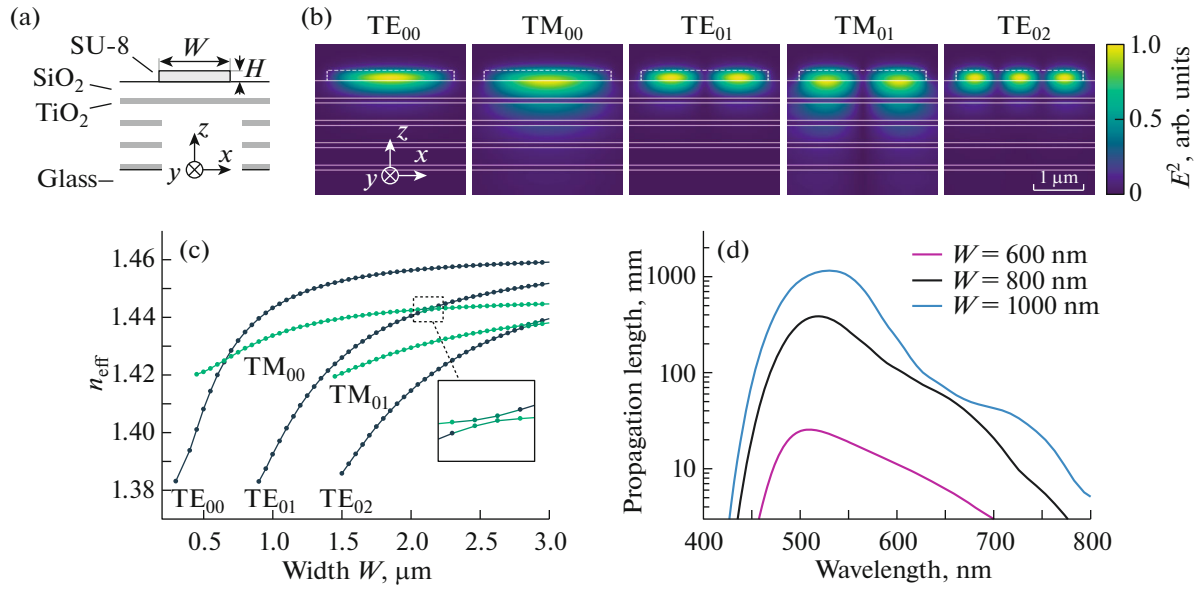 (a)
SU-8
W
H
SiO₂
TiO₂
z
x
y
Glass
(b)
TE₀₀
TM₀₀
TE₀₁
TM₀₁
TE₀₂
z
x
y
1 μm
1.0
0.5
0
E², arb. units
(c)
1.46
1.44
1.42
1.40
1.38
n_eff
TM₀₀
TM₀₁
TE₀₀
TE₀₁
TE₀₂
0.5 1.0 1.5 2.0 2.5 3.0
Width W, μm
(d)
W = 600 nm
W = 800 nm
W = 1000 nm
1000
100
10
Propagation length, mm
400 500 600 700 800
Wavelength, nm